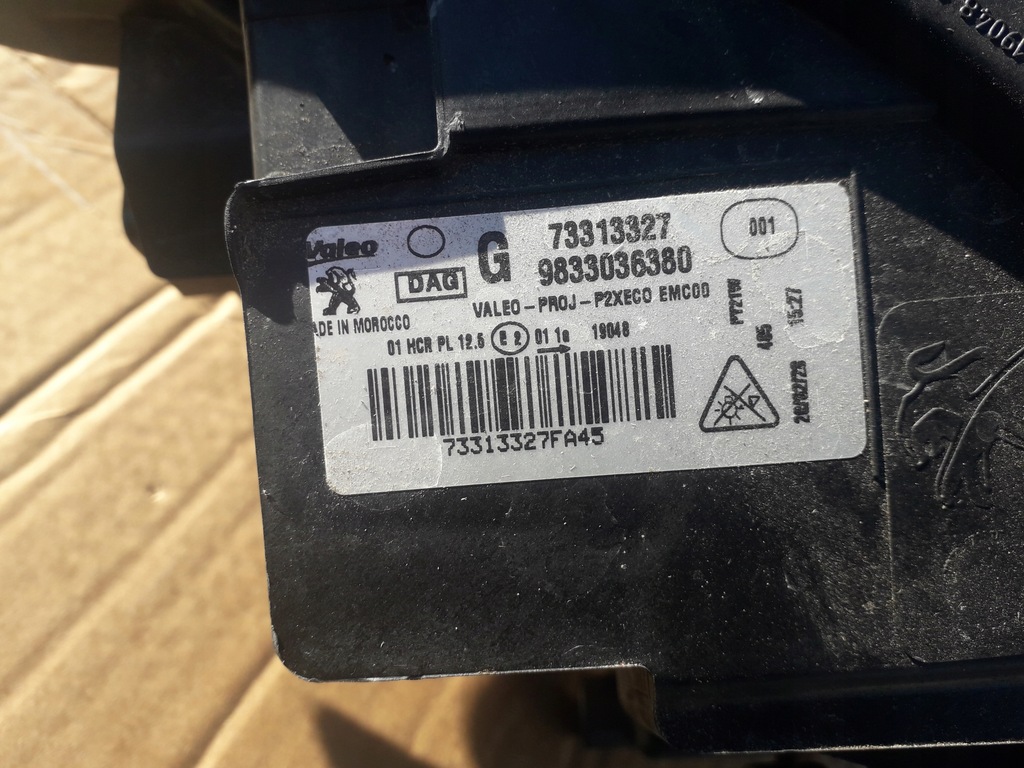 Valeo
G
73313327
9833036380
001
DAG
VALEO-PROJ-P2XECO EMC00
ADE IN MOROCCO
01 HCR PL 12.5 E2 01 1a 19048
73313327FA45
PY21W
15:27